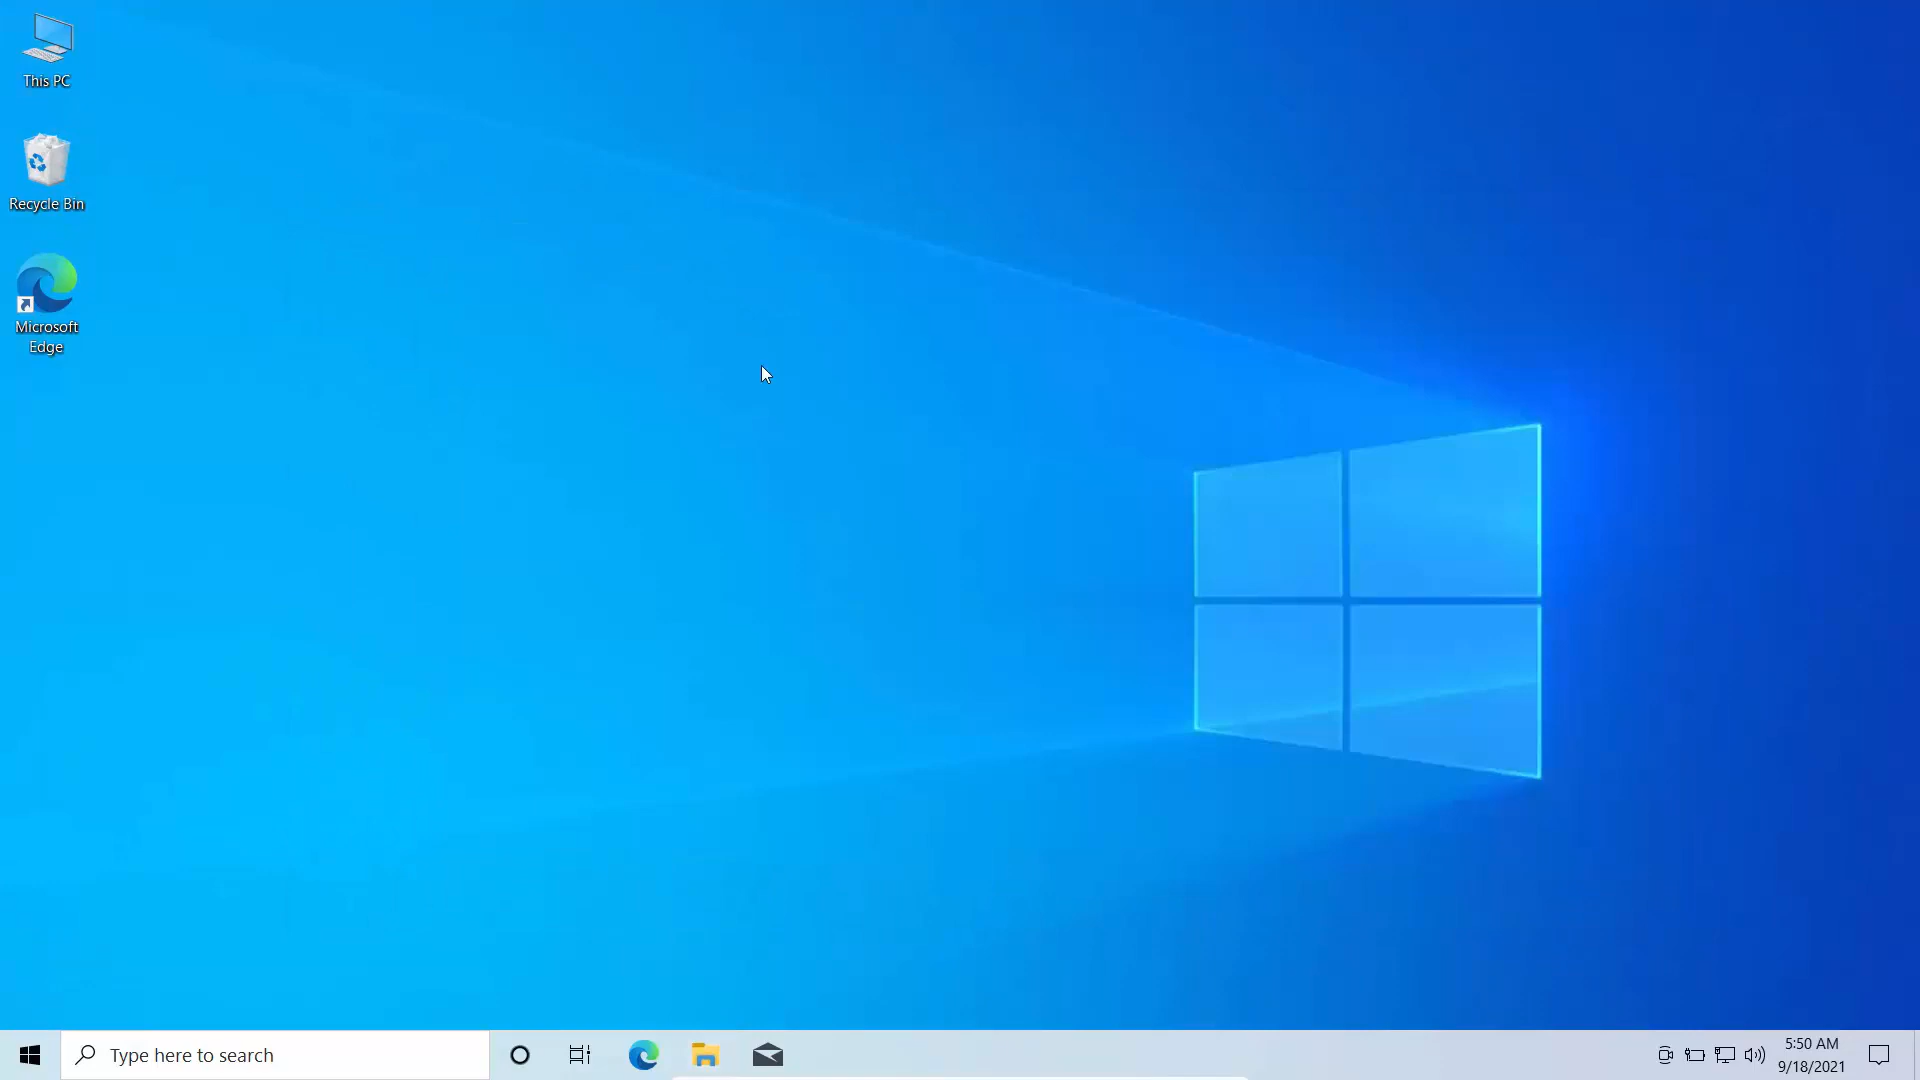 This PC
Recycle Bin
Microsoft
Edge
Type here to search
5:50 AM
9/18/2021